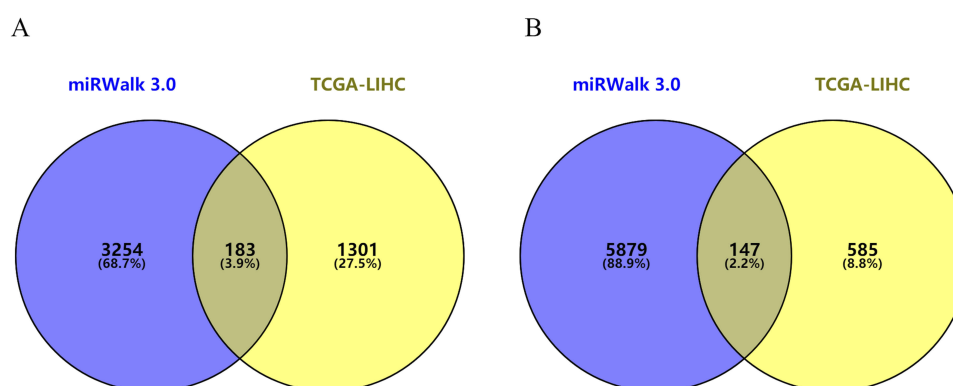 A
B
miRWalk 3.0
TCGA-LIHC
miRWalk 3.0
TCGA-LIHC
3254
(68.7%)
183
(3.9%)
1301
(27.5%)
5879
(88.9%)
147
(2.2%)
585
(8.8%)